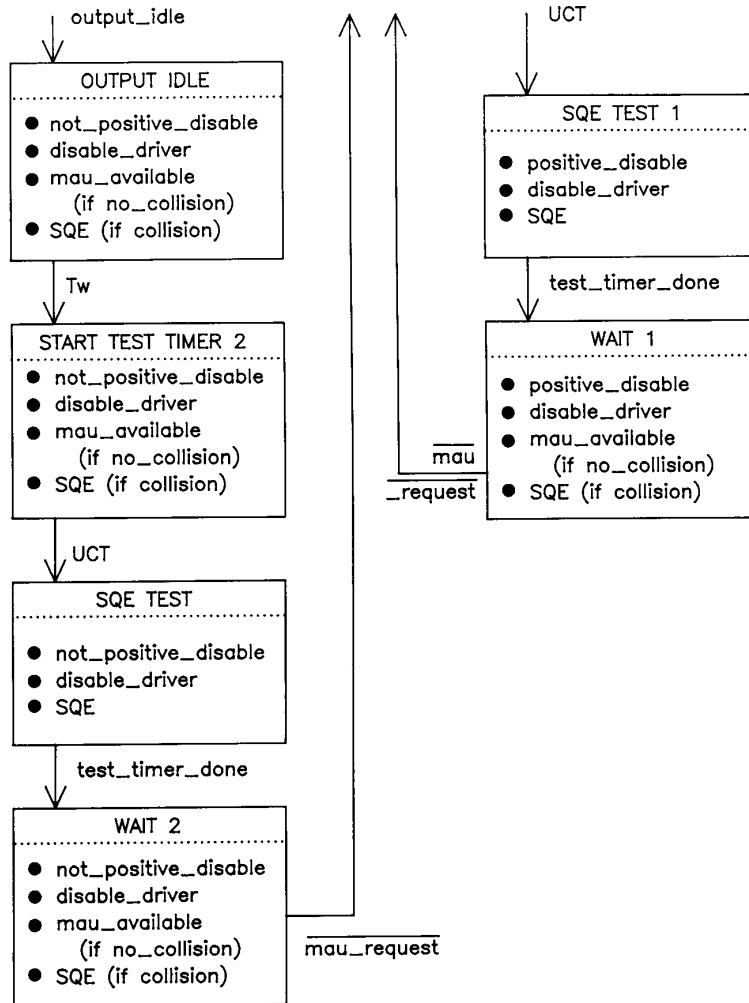 output_idle
OUTPUT IDLE
● not_positive_disable
● disable_driver
● mau_available
(if no_collision)
● SQE (if collision)
Tw
START TEST TIMER 2
● not_positive_disable
● disable_driver
● mau_available
(if no_collision)
● SQE (if collision)
UCT
SQE TEST
● not_positive_disable
● disable_driver
● SQE
test_timer_done
WAIT 2
● not_positive_disable
● disable_driver
● mau_available
(if no_collision)
● SQE (if collision)
mau_request
UCT
SQE TEST 1
● positive_disable
● disable_driver
● SQE
test_timer_done
WAIT 1
● positive_disable
● disable_driver
● mau_available
(if no_collision)
● SQE (if collision)
mau
_request